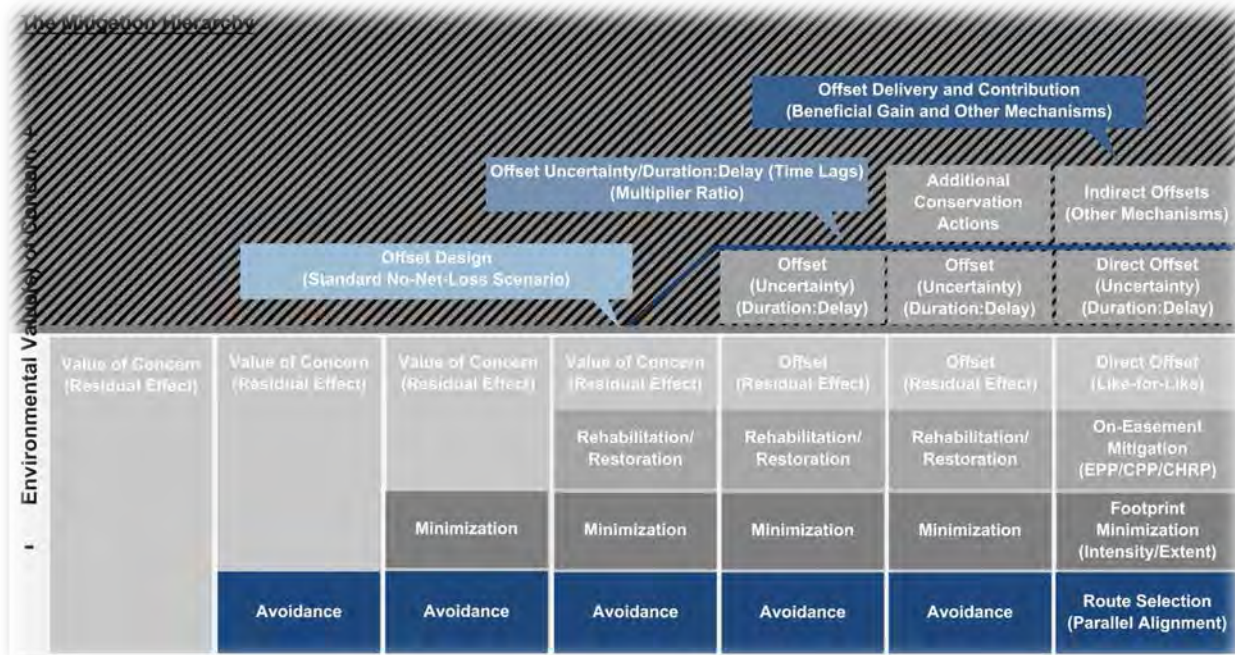 The Mitigation Hierarchy
Offset Delivery and Contribution
(Beneficial Gain and Other Mechanisms)
Offset Uncertainty/Duration:Delay (Time Lags)
(Multiplier Ratio)
Additional
Conservation
Actions
Indirect Offsets
(Other Mechanisms)
Offset Design
(Standard No-Net-Loss Scenario)
Offset
(Uncertainty)
(Duration:Delay)
Offset
(Uncertainty)
(Duration:Delay)
Direct Offset
(Uncertainty)
(Duration:Delay)
- Environmental Value(s) of Concern +
Value of Concern
(Residual Effect)
Value of Concern
(Residual Effect)
Value of Concern
(Residual Effect)
Value of Concern
(Residual Effect)
Offset
(Residual Effect)
Offset
(Residual Effect)
Direct Offset
(Like-for-Like)
Rehabilitation/
Restoration
Rehabilitation/
Restoration
Rehabilitation/
Restoration
On-Easement
Mitigation
(EPP/CPP/CHRP)
Minimization
Minimization
Minimization
Minimization
Footprint
Minimization
(Intensity/Extent)
Avoidance
Avoidance
Avoidance
Avoidance
Avoidance
Route Selection
(Parallel Alignment)